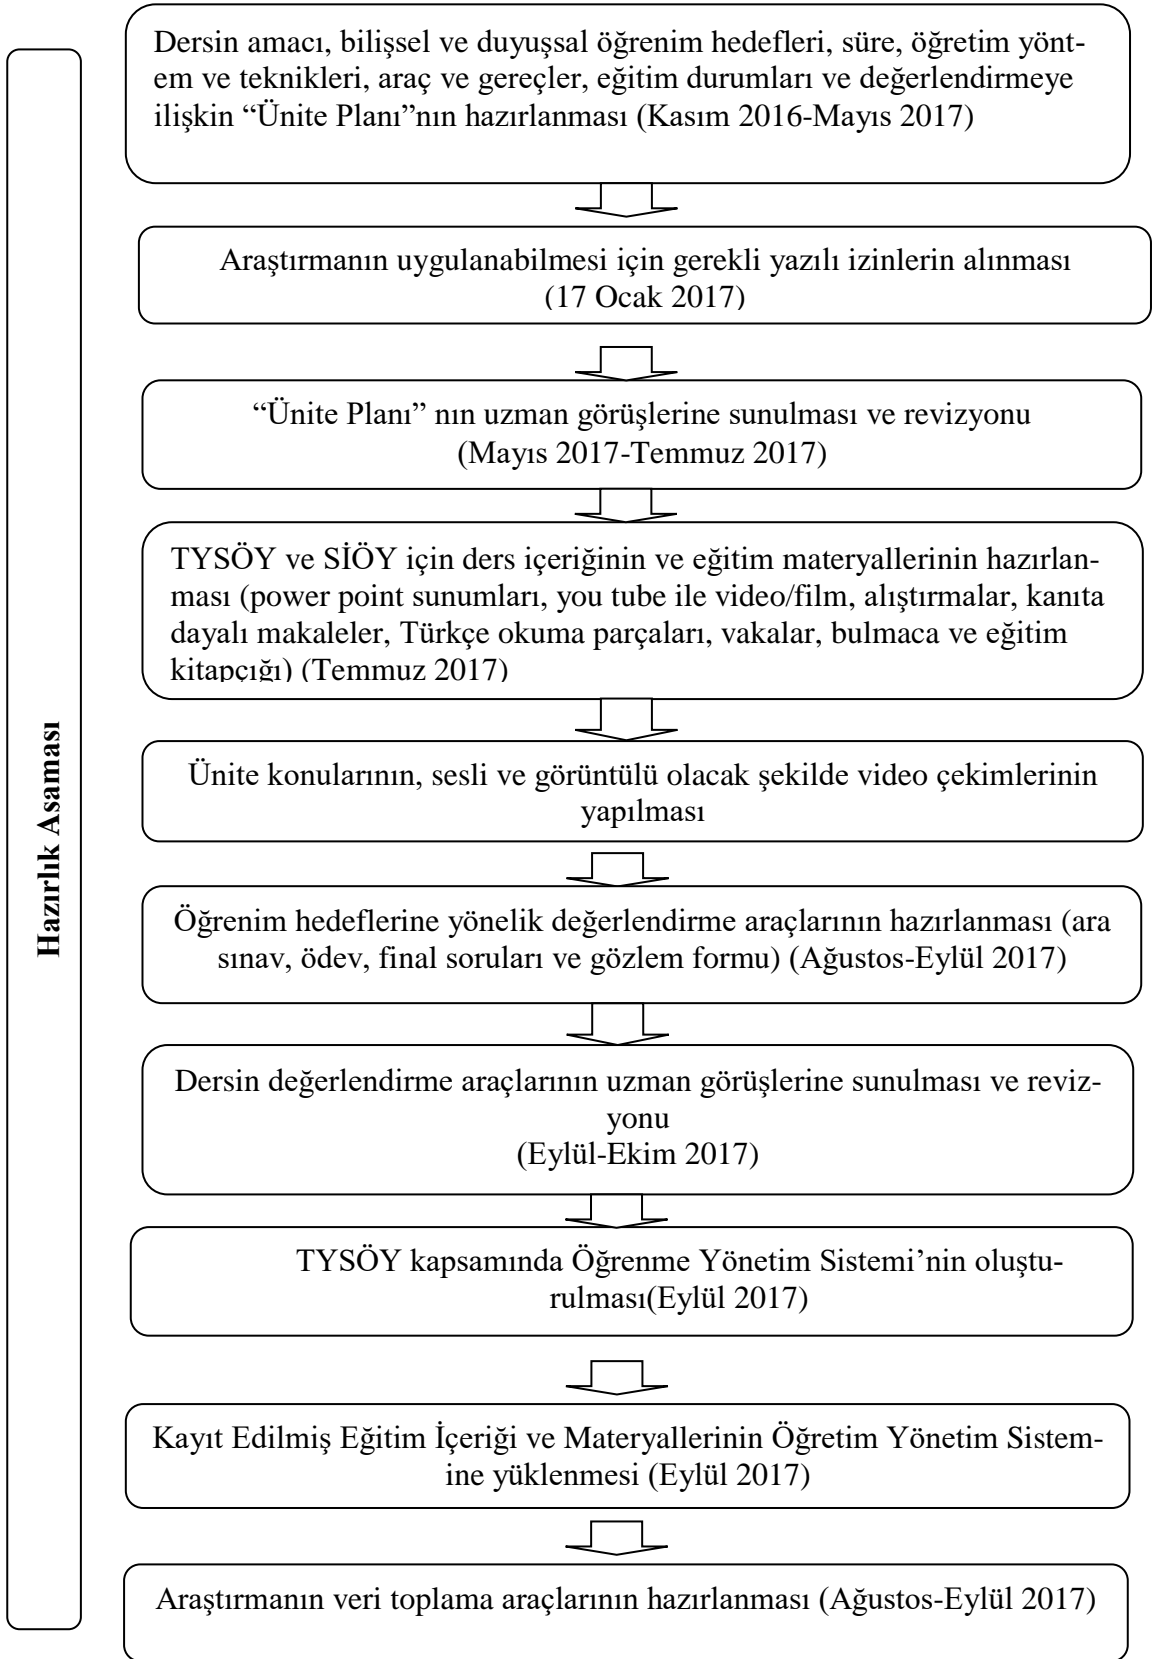 Dersin amacı, bilişsel ve duyuşsal öğrenim hedefleri, süre, öğretim yönt-
em ve teknikleri, araç ve gereçler, eğitim durumları ve değerlendirmeye
ilişkin “Ünite Planı”nın hazırlanması (Kasım 2016-Mayıs 2017)
Araştırmanın uygulanabilmesi için gerekli yazılı izinlerin alınması
(17 Ocak 2017)
“Ünite Planı” nın uzman görüşlerine sunulması ve revizyonu
(Mayıs 2017-Temmuz 2017)
TYSÖY ve SİÖY için ders içeriğinin ve eğitim materyallerinin hazırlan-
ması (power point sunumları, you tube ile video/film, alıştırmalar, kanıta
dayalı makaleler, Türkçe okuma parçaları, vakalar, bulmaca ve eğitim
kitapçığı) (Temmuz 2017)
Ünite konularının, sesli ve görüntülü olacak şekilde video çekimlerinin
yapılması
Öğrenim hedeflerine yönelik değerlendirme araçlarının hazırlanması (ara
sınav, ödev, final soruları ve gözlem formu) (Ağustos-Eylül 2017)
Dersin değerlendirme araçlarının uzman görüşlerine sunulması ve reviz-
yonu
(Eylül-Ekim 2017)
TYSÖY kapsamında Öğrenme Yönetim Sistemi’nin oluştu-
rulması(Eylül 2017)
Kayıt Edilmiş Eğitim İçeriği ve Materyallerinin Öğretim Yönetim Sistem-
ine yüklenmesi (Eylül 2017)
Araştırmanın veri toplama araçlarının hazırlanması (Ağustos-Eylül 2017)
Hazırlık Aşaması